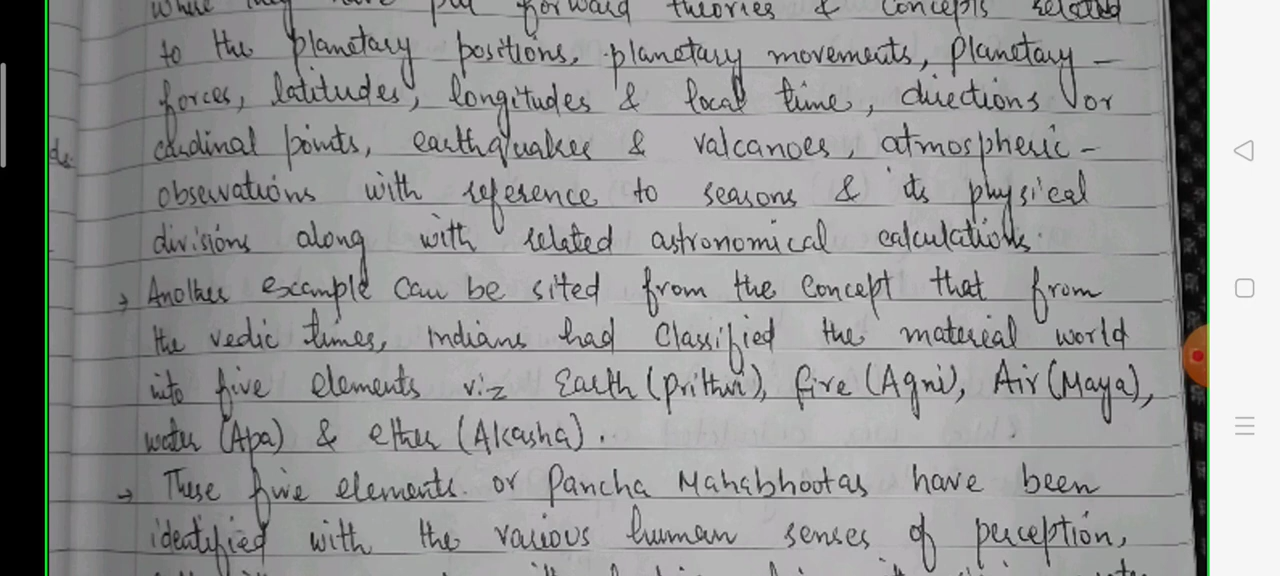 forward theories & concepts related
to the planetary positions, planetary movements, planetary -
forces, latitudes, longitudes & local time, directions or
cardinal points, earthquakes & valcanoes, atmospheric -
observations with reference to seasons & its physical
divisions along with related astronomical calculations.
→ Another example can be sited from the concept that from
the vedic times, Indians had classified the material world
into five elements viz Earth (prithvi), fire (Agni), Air (Maya),
water (Apa) & ether (Akasha).
→ These five elements or Pancha Mahabhootas have been
identified with the various human senses of perception,